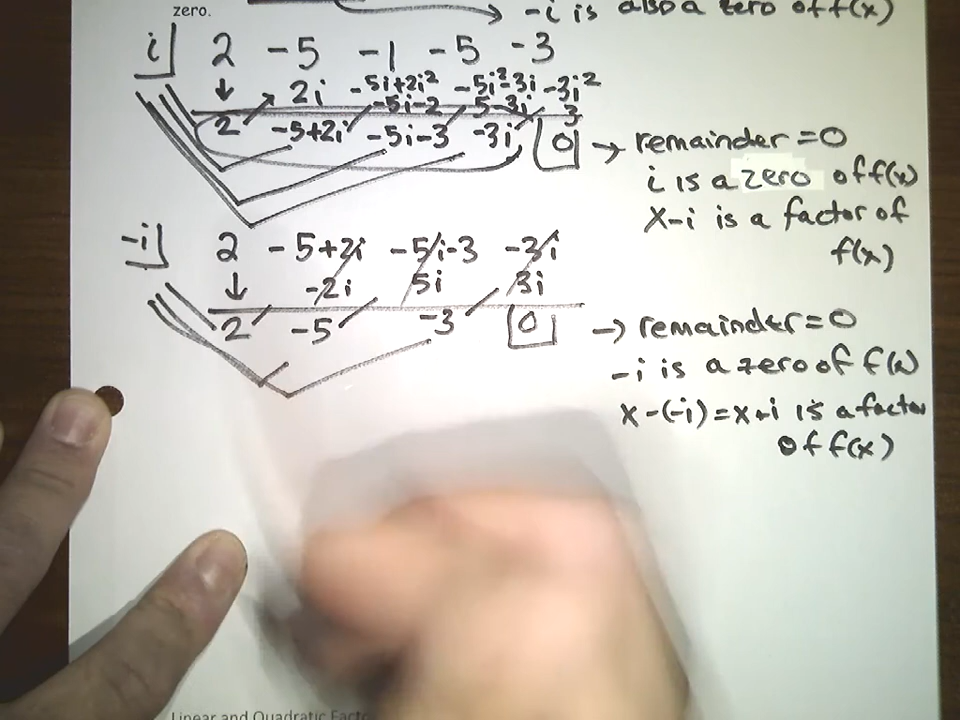 zero.
→ -i is also a zero of f(x)
i 2 -5 -1 -5 -3
↓ 2i -5i+2i² -5i²-3i -3i²
-5i-2 5-3i 3
2 -5+2i -5i-3 -3i 0 → remainder = 0
i is a zero of f(x)
x-i is a factor of
f(x)
-i 2 -5+2i -5i-3 -3i
↓ -2i 5i 3i
2 -5 -3 0 → remainder = 0
-i is a zero of f(x)
x-(-i) = x+i is a factor
of f(x)
Linear and Quadratic Facto